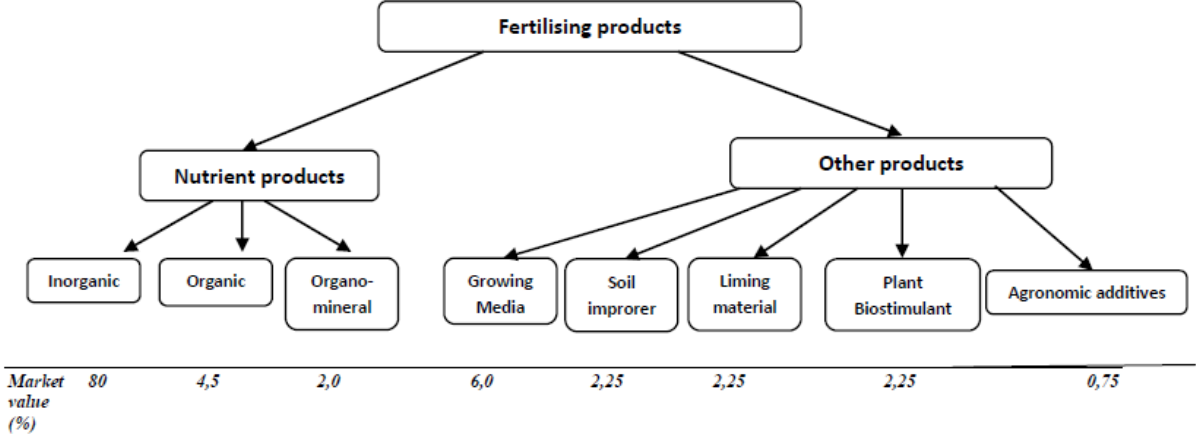 Fertilising products
Nutrient products
Other products
Inorganic
Organic
Organo-
mineral
Growing
Media
Soil
improrer
Liming
material
Plant
Biostimulant
Agronomic additives
Market 80 4,5 2,0 6,0 2,25 2,25 2,25 0,75
value
(%)